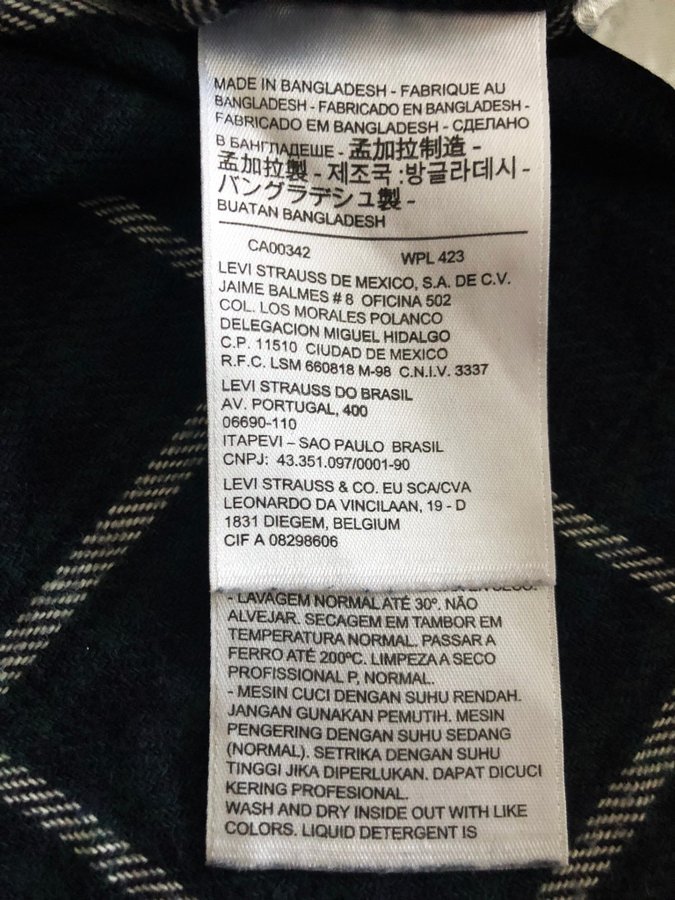 MADE IN BANGLADESH - FABRIQUE AU
BANGLADESH - FABRICADO EN BANGLADESH -
FABRICADO EM BANGLADESH - СДЕЛАНО
В БАНГЛАДЕШЕ - 孟加拉制造 -
孟加拉製 - 제조국 :방글라데시 -
バングラデシュ製 -
BUATAN BANGLADESH
CA00342 WPL 423
LEVI STRAUSS DE MEXICO, S.A. DE C.V.
JAIME BALMES # 8 OFICINA 502
COL. LOS MORALES POLANCO
DELEGACION MIGUEL HIDALGO
C.P. 11510 CIUDAD DE MEXICO
R.F.C. LSM 660818 M-98 C.N.I.V. 3337
LEVI STRAUSS DO BRASIL
AV. PORTUGAL, 400
06690-110
ITAPEVI – SAO PAULO BRASIL
CNPJ: 43.351.097/0001-90
LEVI STRAUSS & CO. EU SCA/CVA
LEONARDO DA VINCILAAN, 19 - D
1831 DIEGEM, BELGIUM
CIF A 08298606
- LAVAGEM NORMAL ATÉ 30º. NÃO
ALVEJAR. SECAGEM EM TAMBOR EM
TEMPERATURA NORMAL. PASSAR A
FERRO ATÉ 200ºC. LIMPEZA A SECO
PROFISSIONAL P, NORMAL.
- MESIN CUCI DENGAN SUHU RENDAH.
JANGAN GUNAKAN PEMUTIH. MESIN
PENGERING DENGAN SUHU SEDANG
(NORMAL). SETRIKA DENGAN SUHU
TINGGI JIKA DIPERLUKAN. DAPAT DICUCI
KERING PROFESIONAL.
WASH AND DRY INSIDE OUT WITH LIKE
COLORS. LIQUID DETERGENT IS